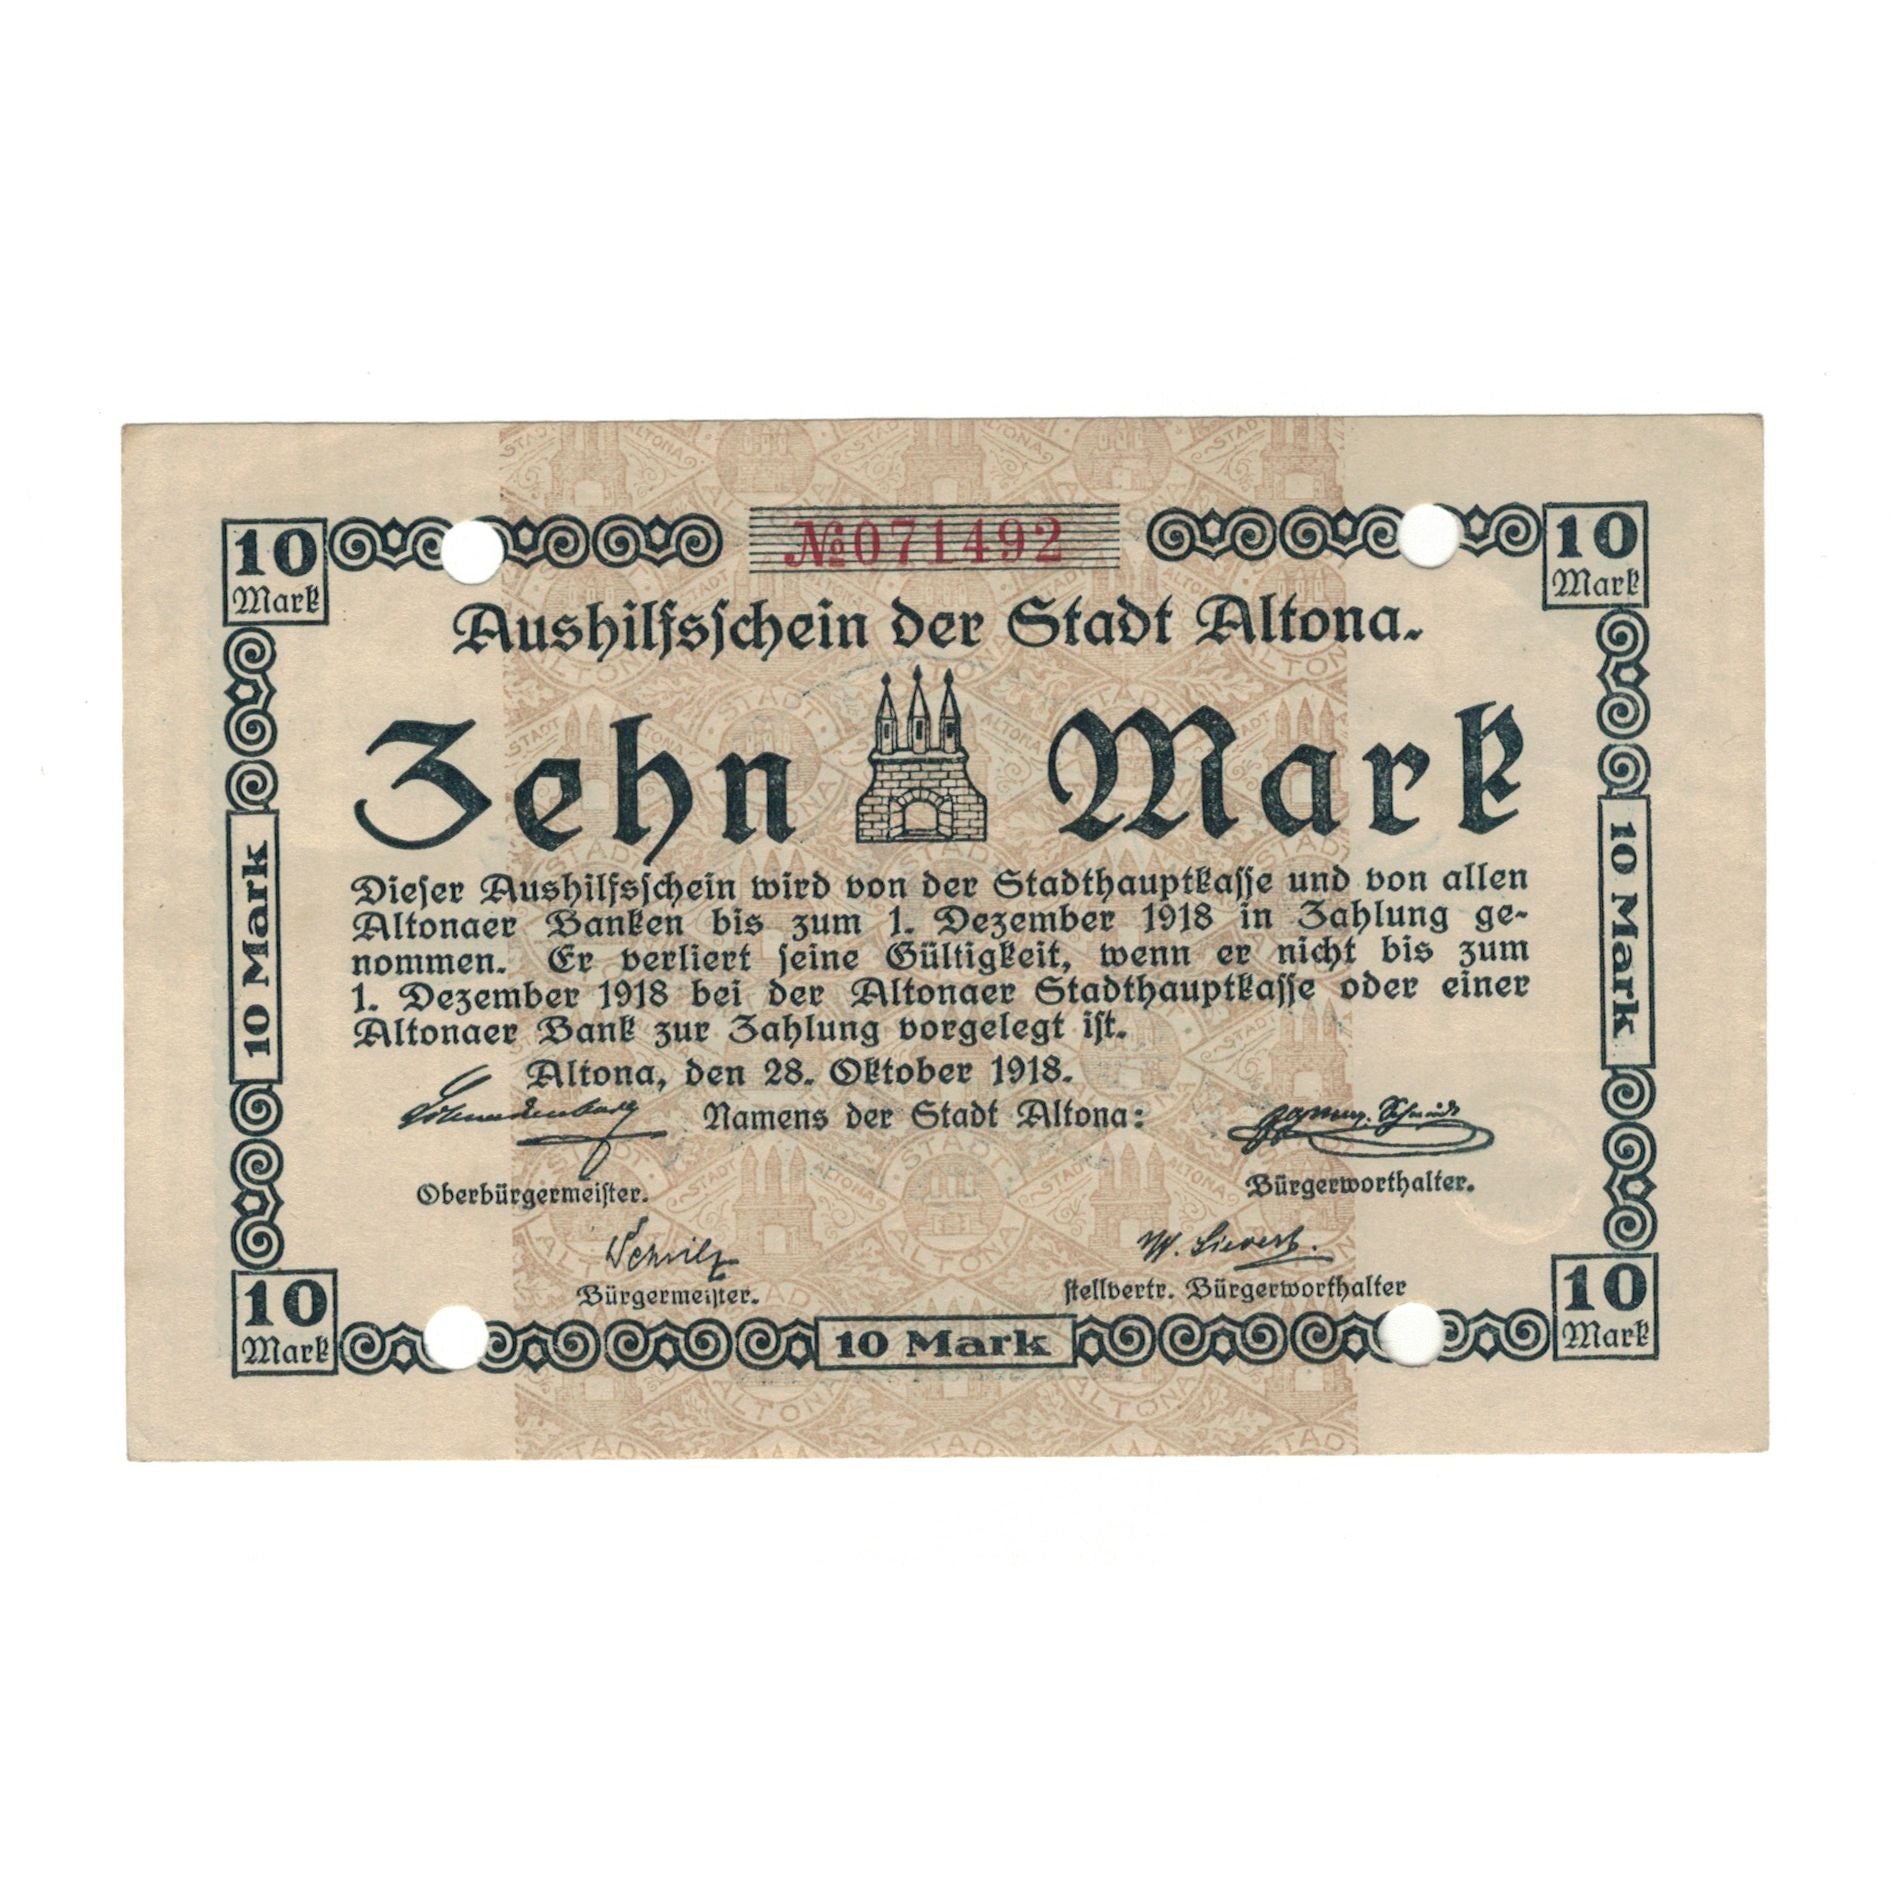 10 Mark
№ 071492
10 Mark
Aushilfsschein der Stadt Altona.
Zehn Mark
10 Mark
10 Mark
Dieser Aushilfsschein wird von der Stadthauptkasse und von allen
Altonaer Banken bis zum 1. Dezember 1918 in Zahlung ge-
nommen. Er verliert seine Gültigkeit, wenn er nicht bis zum
1. Dezember 1918 bei der Altonaer Stadthauptkasse oder einer
Altonaer Bank zur Zahlung vorgelegt ist.
Altona, den 28. Oktober 1918.
Namens der Stadt Altona:
Oberbürgermeister.
Bürgerworthalter.
W. Sievert.
Bürgermeister.
stellvertr. Bürgerworthalter
10 Mark
10 Mark
10 Mark